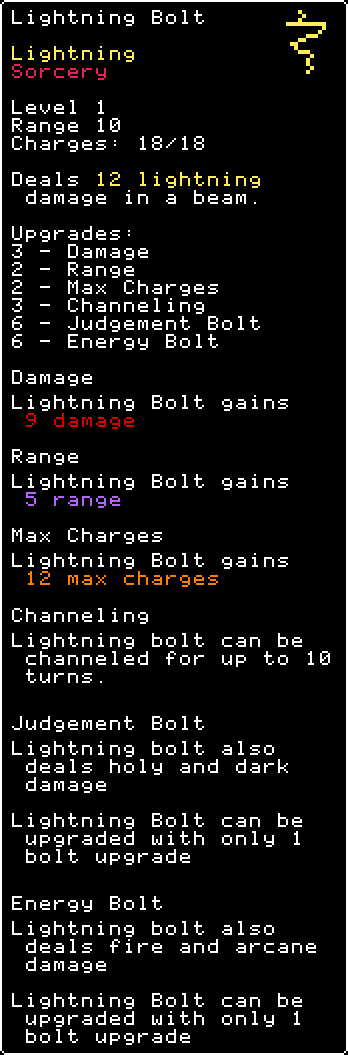 Lightning Bolt
Lightning
Sorcery
Level 1
Range 10
Charges: 18/18
Deals 12 lightning
damage in a beam.
Upgrades:
3 - Damage
2 - Range
2 - Max Charges
3 - Channeling
6 - Judgement Bolt
6 - Energy Bolt
Damage
Lightning Bolt gains
9 damage
Range
Lightning Bolt gains
5 range
Max Charges
Lightning Bolt gains
12 max charges
Channeling
Lightning bolt can be
channeled for up to 10
turns.
Judgement Bolt
Lightning bolt also
deals holy and dark
damage
Lightning Bolt can be
upgraded with only 1
bolt upgrade
Energy Bolt
Lightning bolt also
deals fire and arcane
damage
Lightning Bolt can be
upgraded with only 1
bolt upgrade